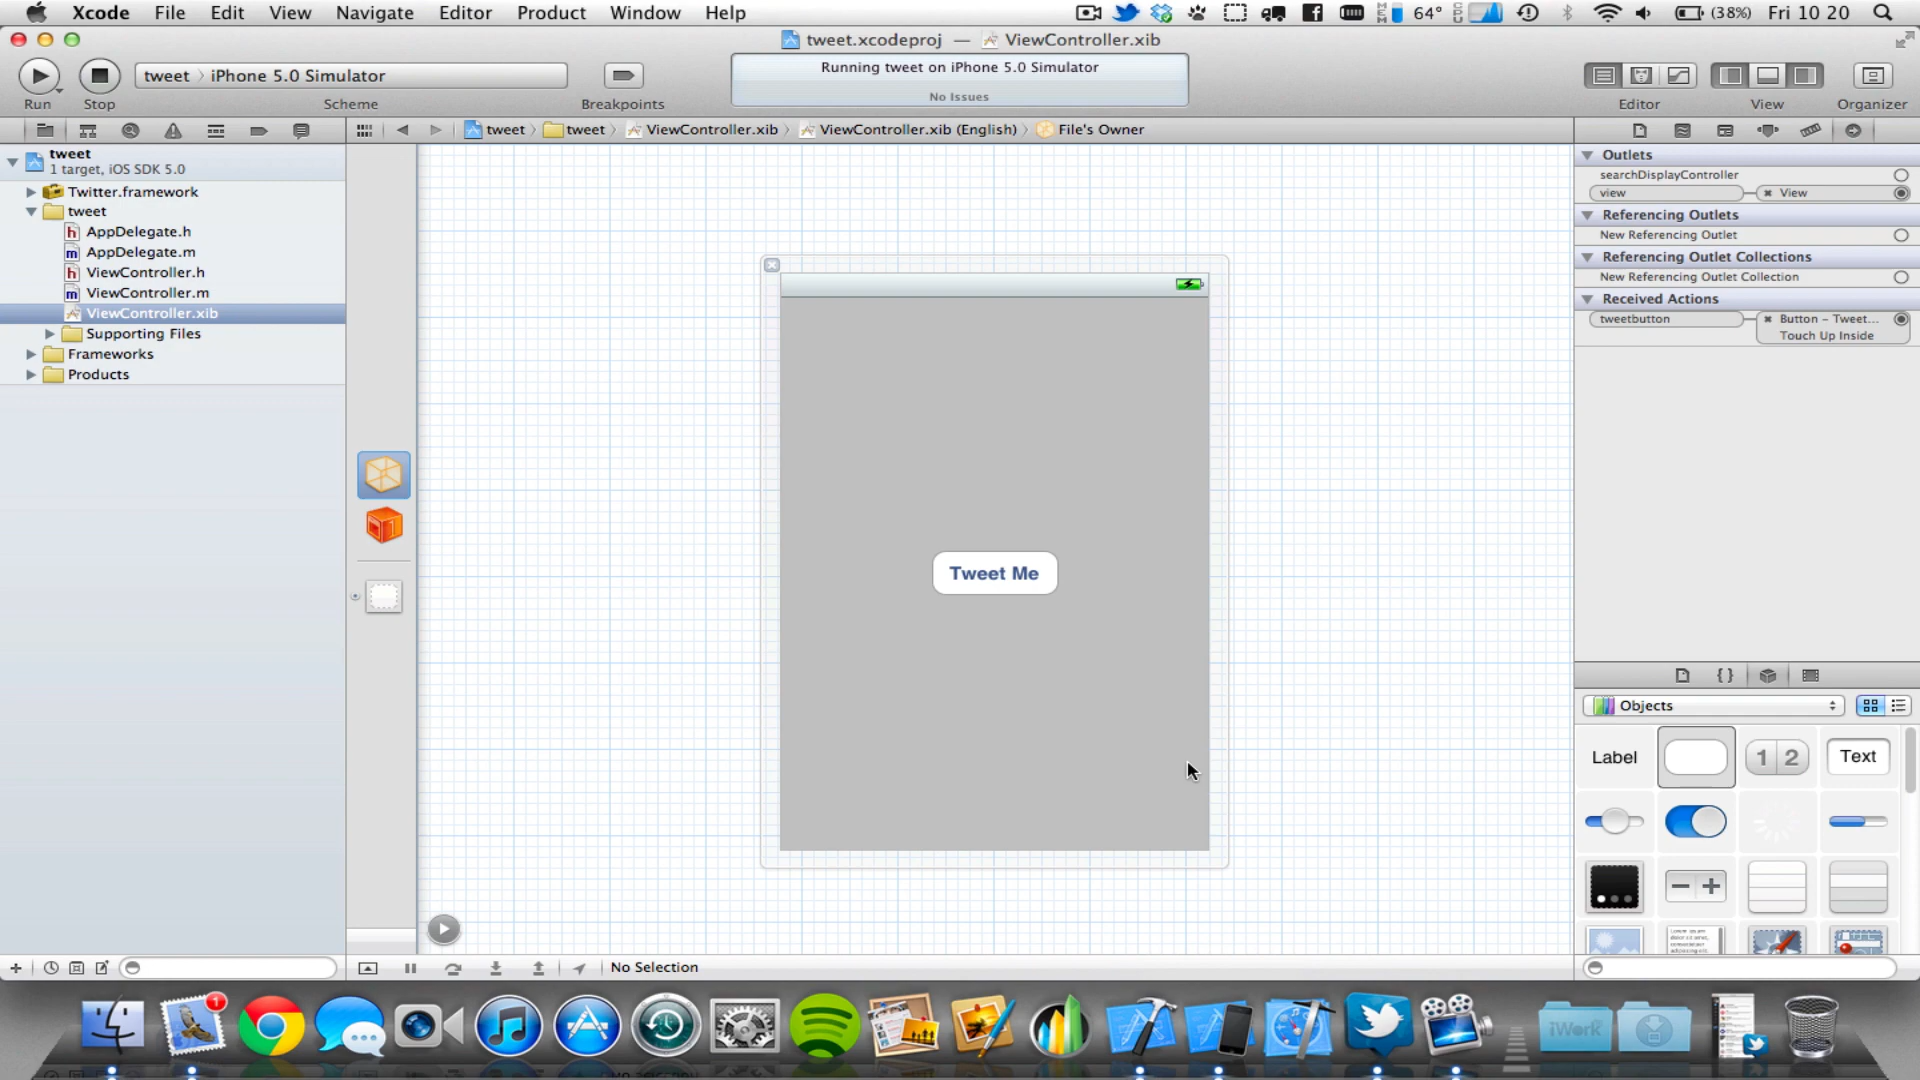 Xcode File Edit View Navigate Editor Product Window Help
64° (38%) Fri 10 20
tweet.xcodeproj — ViewController.xib
tweet › iPhone 5.0 Simulator
Running tweet on iPhone 5.0 Simulator
No Issues
Run Stop Scheme Breakpoints Editor View Organizer
tweet tweet ViewController.xib ViewController.xib (English) File's Owner
tweet
1 target, iOS SDK 5.0
Twitter.framework
tweet
AppDelegate.h
AppDelegate.m
ViewController.h
ViewController.m
ViewController.xib
Supporting Files
Frameworks
Products
Tweet Me
Outlets
searchDisplayController
view View
Referencing Outlets
New Referencing Outlet
Referencing Outlet Collections
New Referencing Outlet Collection
Received Actions
tweetbutton Button – Tweet...
Touch Up Inside
Objects
Label 1 2 Text
No Selection
1
iWork